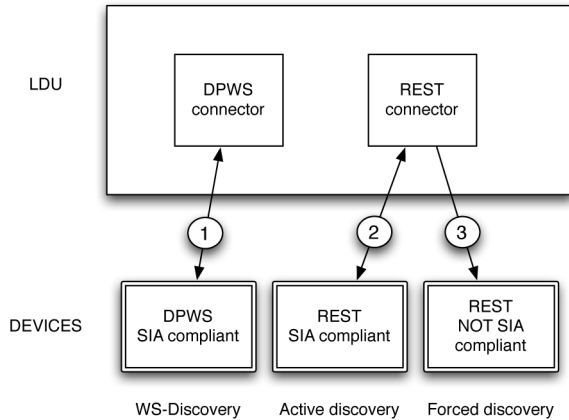 LDU
DPWS
connector
REST
connector
1
2
3
DEVICES
DPWS
SIA compliant
REST
SIA compliant
REST
NOT SIA
compliant
WS-Discovery
Active discovery
Forced discovery